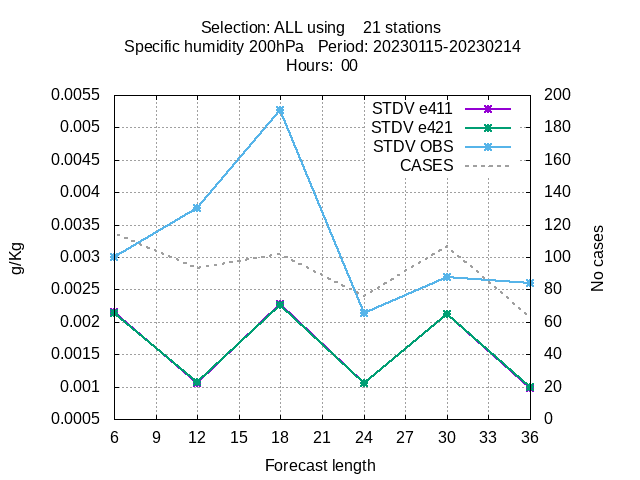 Selection: ALL using    21 stations
Specific humidity 200hPa   Period: 20230115-20230214
Hours:  00
0.0055
0.005
0.0045
0.004
0.0035
0.003
0.0025
0.002
0.0015
0.001
0.0005
g/Kg
STDV e411
STDV e421
STDV OBS
CASES
200
180
160
140
120
100
80
60
40
20
0
No cases
6 9 12 15 18 21 24 27 30 33 36
Forecast length